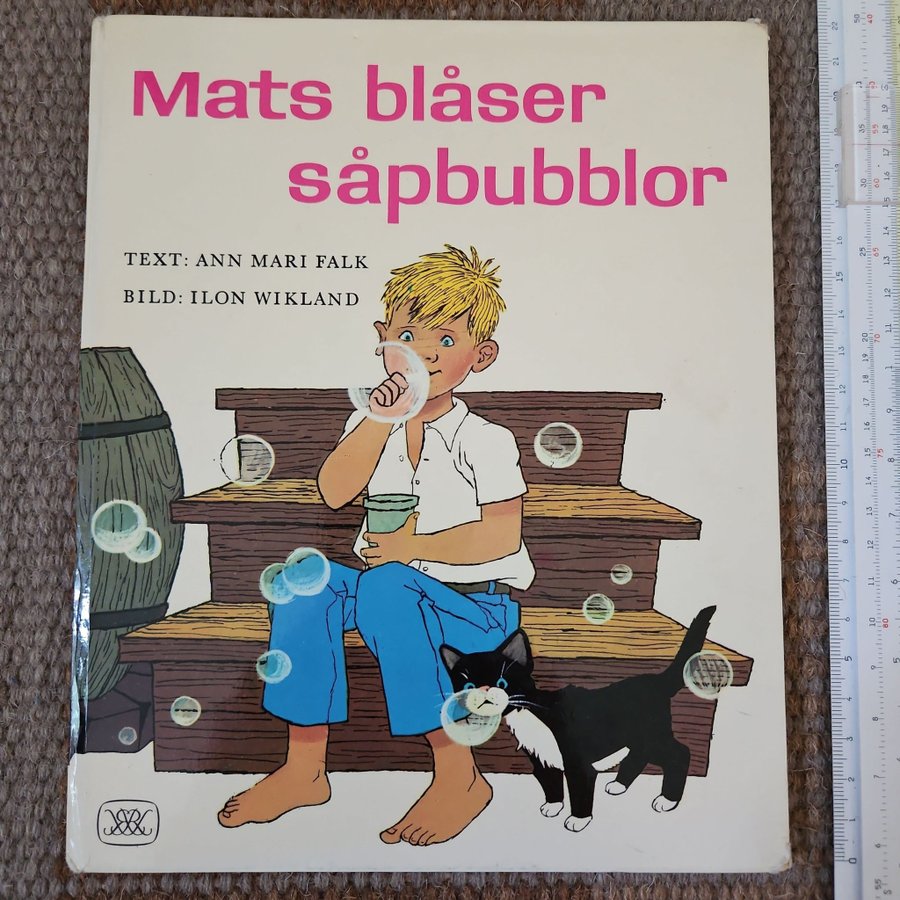 Mats blåser
såpbubblor
TEXT: ANN MARI FALK
BILD: ILON WIKLAND